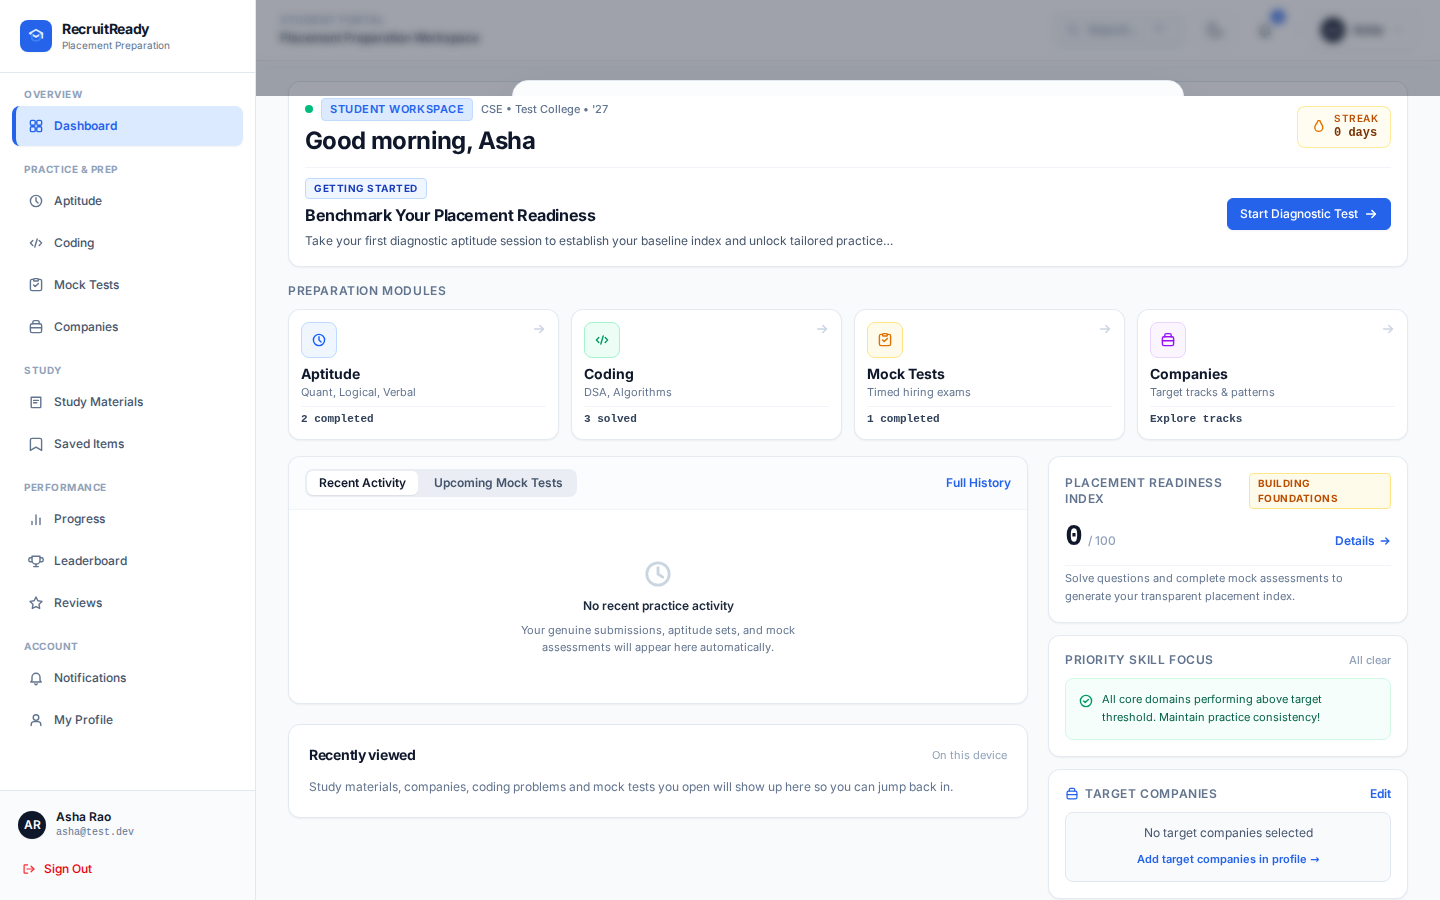 RecruitReady
Placement Preparation
OVERVIEW
Dashboard
PRACTICE & PREP
Aptitude
Coding
Mock Tests
Companies
STUDY
Study Materials
Saved Items
PERFORMANCE
Progress
Leaderboard
Reviews
ACCOUNT
Notifications
My Profile
AR
Asha Rao
asha@test.dev
Sign Out
STUDENT WORKSPACE CSE • Test College • '27
Good morning, Asha
STREAK
0 days
GETTING STARTED
Benchmark Your Placement Readiness
Take your first diagnostic aptitude session to establish your baseline index and unlock tailored practice...
Start Diagnostic Test →
PREPARATION MODULES
Aptitude
Quant, Logical, Verbal
2 completed
Coding
DSA, Algorithms
3 solved
Mock Tests
Timed hiring exams
1 completed
Companies
Target tracks & patterns
Explore tracks
Recent Activity Upcoming Mock Tests Full History
No recent practice activity
Your genuine submissions, aptitude sets, and mock
assessments will appear here automatically.
Recently viewed On this device
Study materials, companies, coding problems and mock tests you open will show up here so you can jump back in.
PLACEMENT READINESS
INDEX
BUILDING
FOUNDATIONS
0 / 100 Details →
Solve questions and complete mock assessments to
generate your transparent placement index.
PRIORITY SKILL FOCUS All clear
All core domains performing above target
threshold. Maintain practice consistency!
TARGET COMPANIES Edit
No target companies selected
Add target companies in profile →